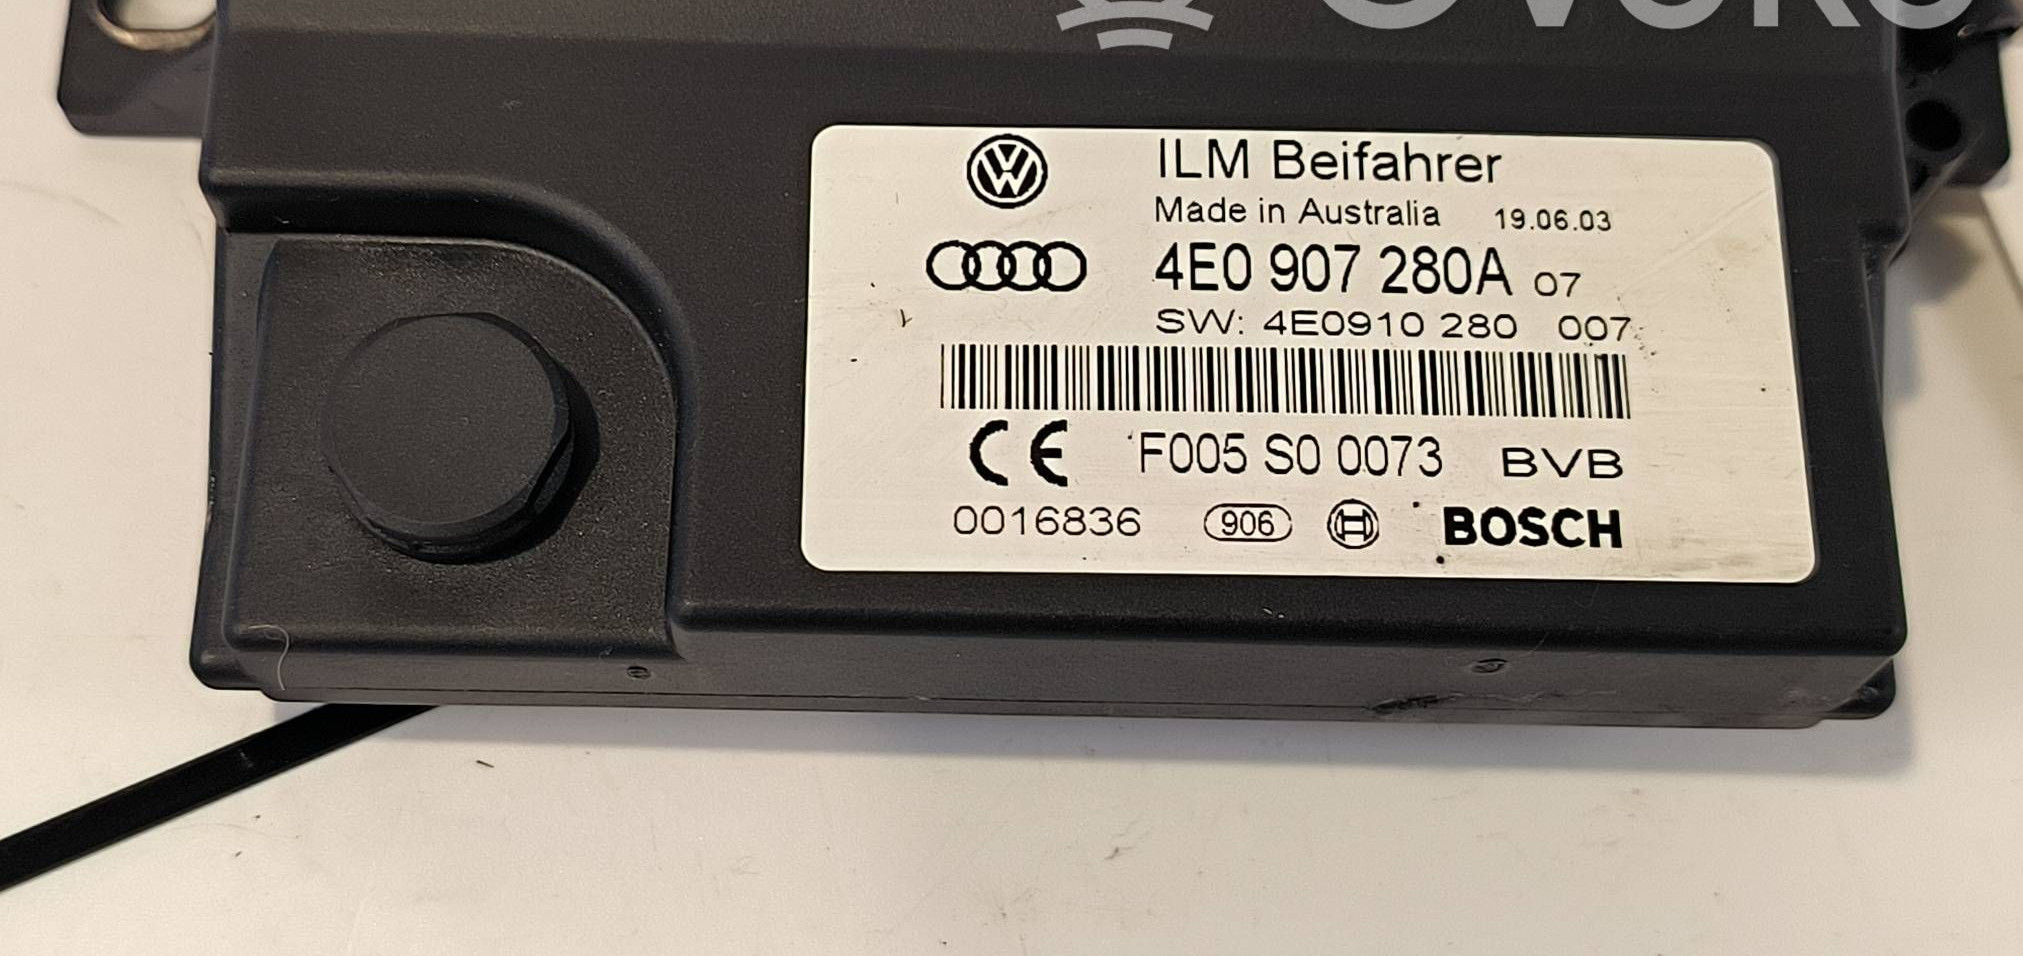 ILM Beifahrer
Made in Australia 19.06.03
4E0 907 280A 07
SW: 4E0910 280 007
CE F005 S0 0073 BVB
0016836 906 BOSCH